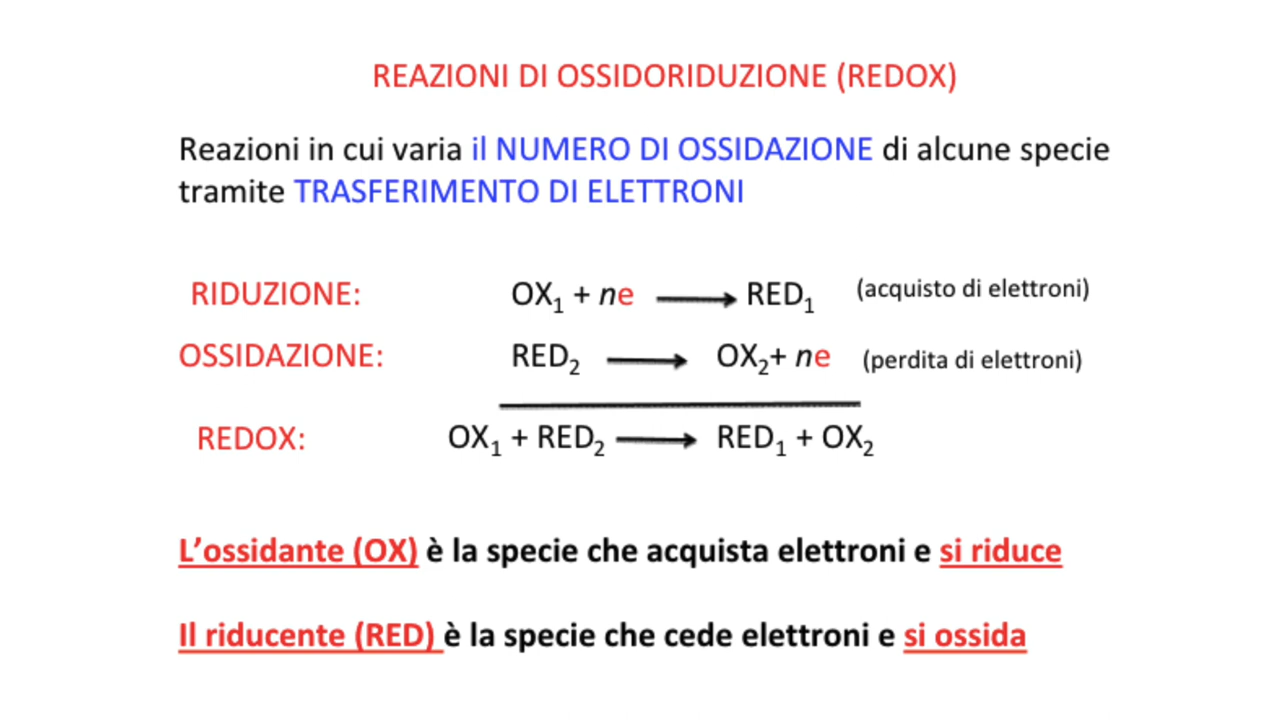 REAZIONI DI OSSIDORIDUZIONE (REDOX)
Reazioni in cui varia il NUMERO DI OSSIDAZIONE di alcune specie
tramite TRASFERIMENTO DI ELETTRONI
RIDUZIONE: OX₁ + ne ⟶ RED₁ (acquisto di elettroni)
OSSIDAZIONE: RED₂ ⟶ OX₂+ ne (perdita di elettroni)
REDOX: OX₁ + RED₂ ⟶ RED₁ + OX₂
L’ossidante (OX) è la specie che acquista elettroni e si riduce
Il riducente (RED) è la specie che cede elettroni e si ossida